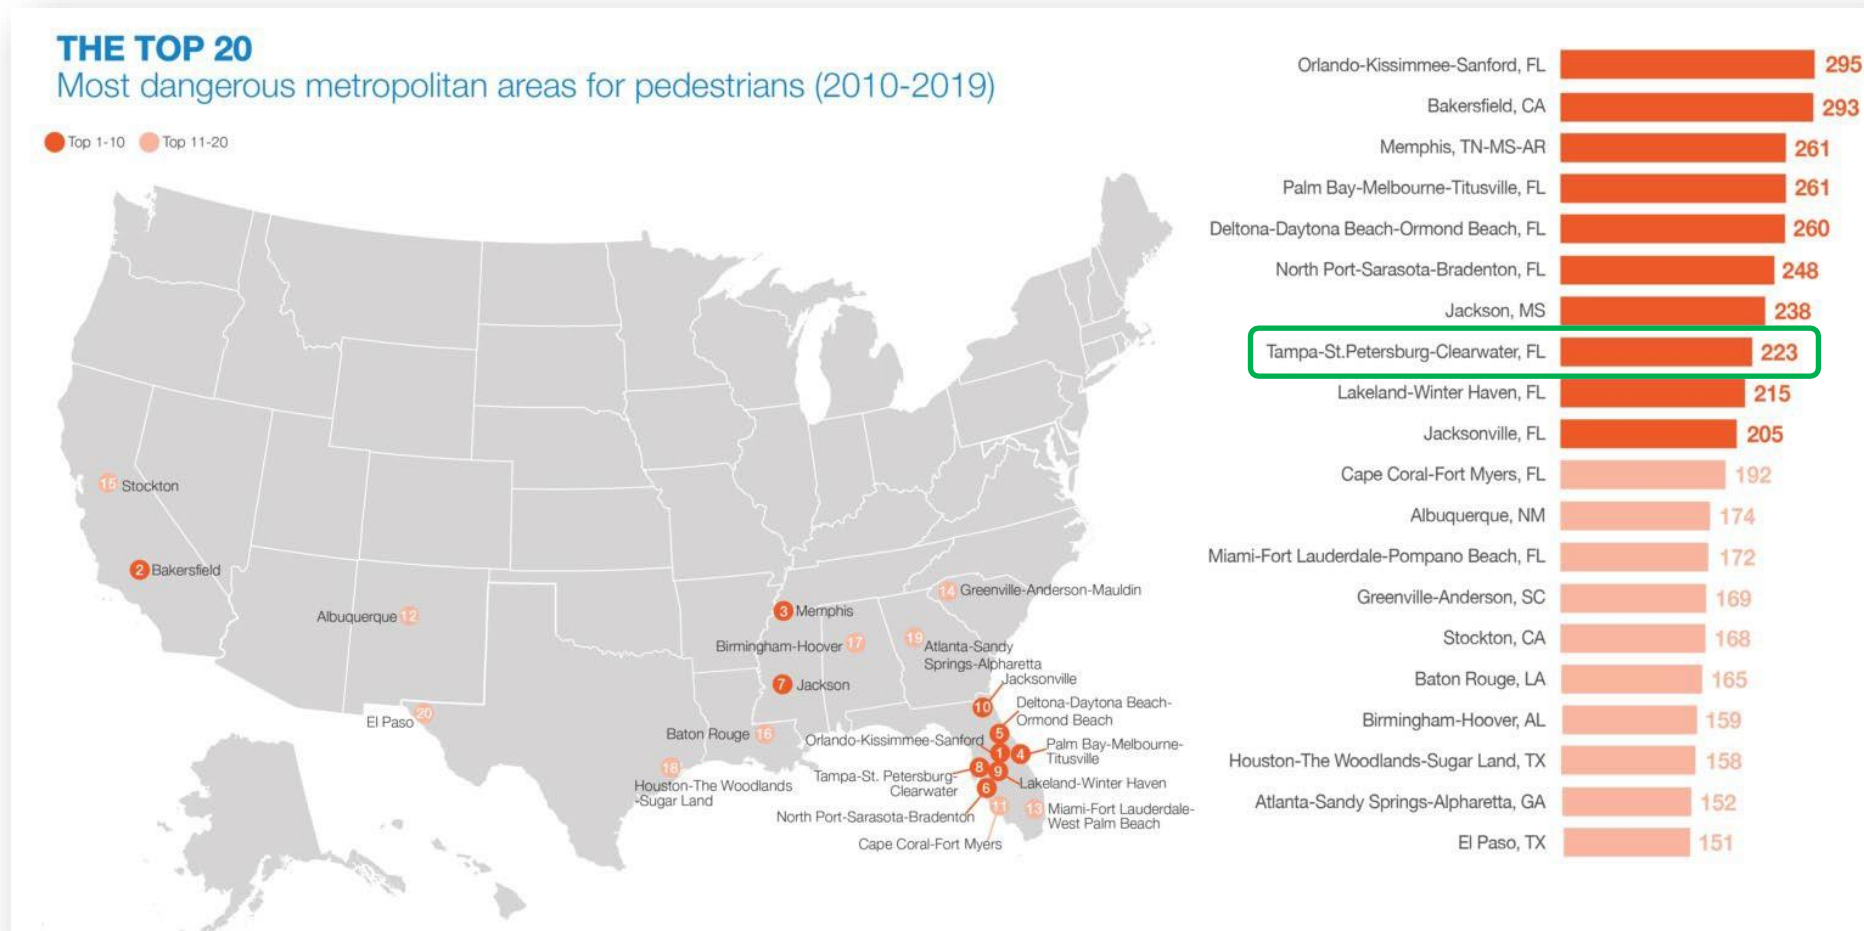 THE TOP 20
Most dangerous metropolitan areas for pedestrians (2010-2019)
Top 1-10
Top 11-20
15 Stockton
2 Bakersfield
Albuquerque 12
El Paso 20
3 Memphis
Birmingham-Hoover 17
7 Jackson
Baton Rouge 16
18
Houston-The Woodlands
-Sugar Land
14 Greenville-Anderson-Mauldin
19
Atlanta-Sandy
Springs-Alpharetta
Jacksonville
10
Deltona-Daytona Beach-
Ormond Beach
5
Orlando-Kissimmee-Sanford
1
4
Palm Bay-Melbourne-
Titusville
Tampa-St. Petersburg-
Clearwater
8
9
Lakeland-Winter Haven
6
North Port-Sarasota-Bradenton
11
Cape Coral-Fort Myers
13
Miami-Fort Lauderdale-
West Palm Beach
Orlando-Kissimmee-Sanford, FL 295
Bakersfield, CA 293
Memphis, TN-MS-AR 261
Palm Bay-Melbourne-Titusville, FL 261
Deltona-Daytona Beach-Ormond Beach, FL 260
North Port-Sarasota-Bradenton, FL 248
Jackson, MS 238
Tampa-St.Petersburg-Clearwater, FL 223
Lakeland-Winter Haven, FL 215
Jacksonville, FL 205
Cape Coral-Fort Myers, FL 192
Albuquerque, NM 174
Miami-Fort Lauderdale-Pompano Beach, FL 172
Greenville-Anderson, SC 169
Stockton, CA 168
Baton Rouge, LA 165
Birmingham-Hoover, AL 159
Houston-The Woodlands-Sugar Land, TX 158
Atlanta-Sandy Springs-Alpharetta, GA 152
El Paso, TX 151